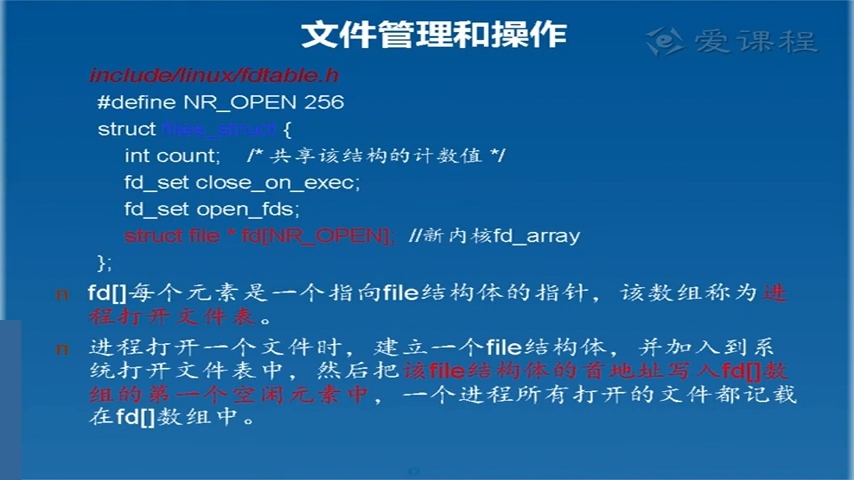 文件管理和操作
爱课程
include/linux/fdtable.h
#define NR_OPEN 256
struct files_struct {
int count; /* 共享该结构的计数值 */
fd_set close_on_exec;
fd_set open_fds;
struct file * fd[NR_OPEN]; //新内核fd_array
};
n fd[]每个元素是一个指向file结构体的指针，该数组称为进
程打开文件表。
n 进程打开一个文件时，建立一个file结构体，并加入到系
统打开文件表中，然后把该file结构体的首地址写入fd[]数
组的第一个空闲元素中，一个进程所有打开的文件都记载
在fd[]数组中。